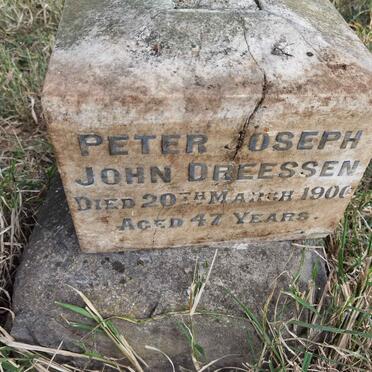 PETER JOSEPH
JOHN DREESSEN
DIED 20TH MARCH 1906
AGED 47 YEARS.